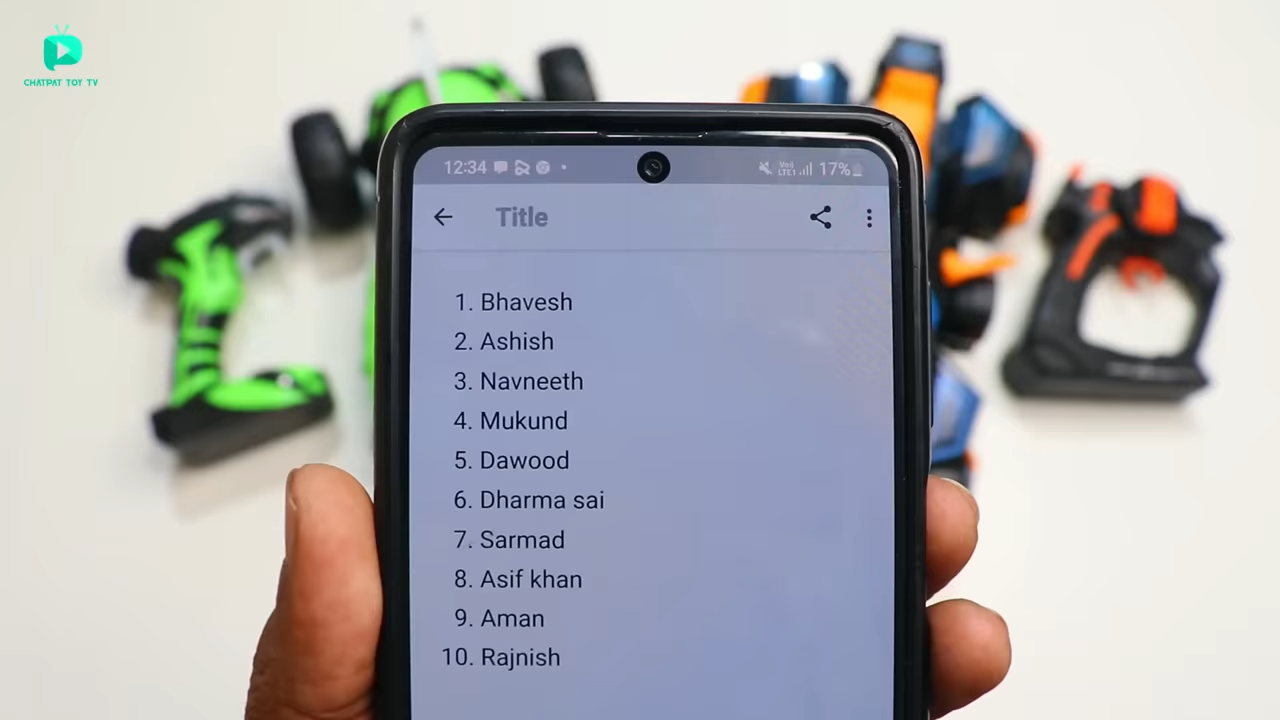 CHATPAT TOY TV
12:34
VoLTE1 17%
Title
1. Bhavesh
2. Ashish
3. Navneeth
4. Mukund
5. Dawood
6. Dharma sai
7. Sarmad
8. Asif khan
9. Aman
10. Rajnish